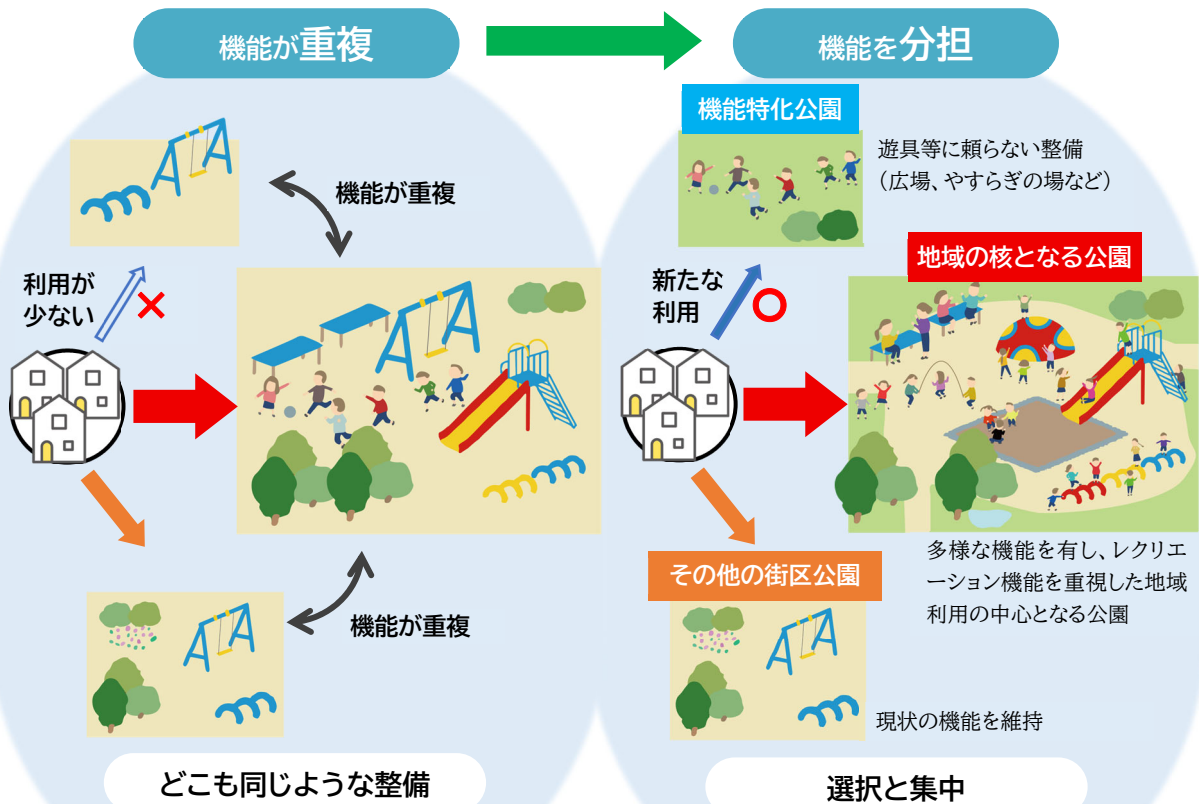 機能が重複
機能が重複
利用が
少ない
機能が重複
どこも同じような整備
機能を分担
機能特化公園
遊具等に頼らない整備
（広場、やすらぎの場など）
地域の核となる公園
新たな
利用
多様な機能を有し、レクリエ
ーション機能を重視した地域
利用の中心となる公園
その他の街区公園
現状の機能を維持
選択と集中